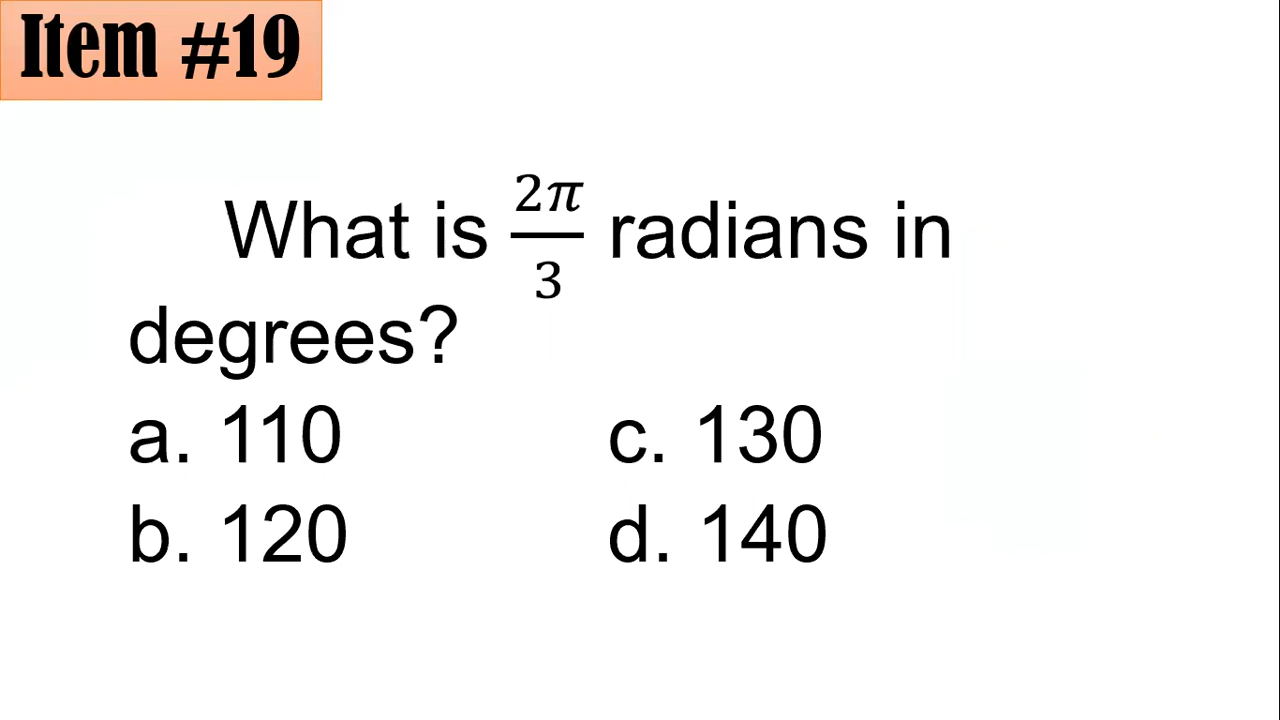 Item #19
What is 2π/3 radians in
degrees?
a. 110 c. 130
b. 120 d. 140